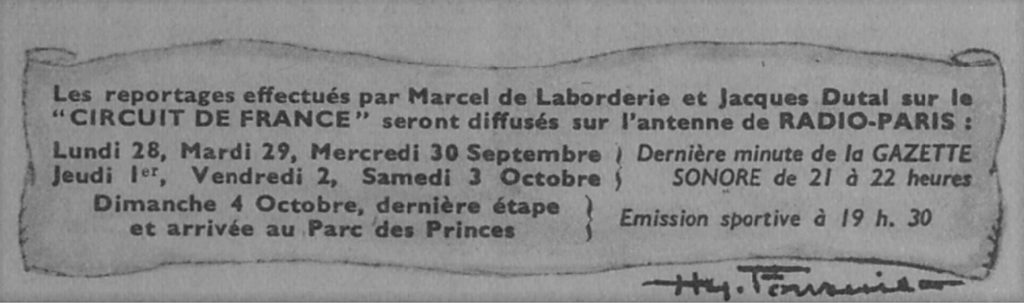 Les reportages effectués par Marcel de Laborderie et Jacques Dutal sur le
"CIRCUIT DE FRANCE" seront diffusés sur l'antenne de RADIO-PARIS :
Lundi 28, Mardi 29, Mercredi 30 Septembre
Jeudi 1er, Vendredi 2, Samedi 3 Octobre
Dernière minute de la GAZETTE
SONORE de 21 à 22 heures
Dimanche 4 Octobre, dernière étape
et arrivée au Parc des Princes
Emission sportive à 19 h. 30